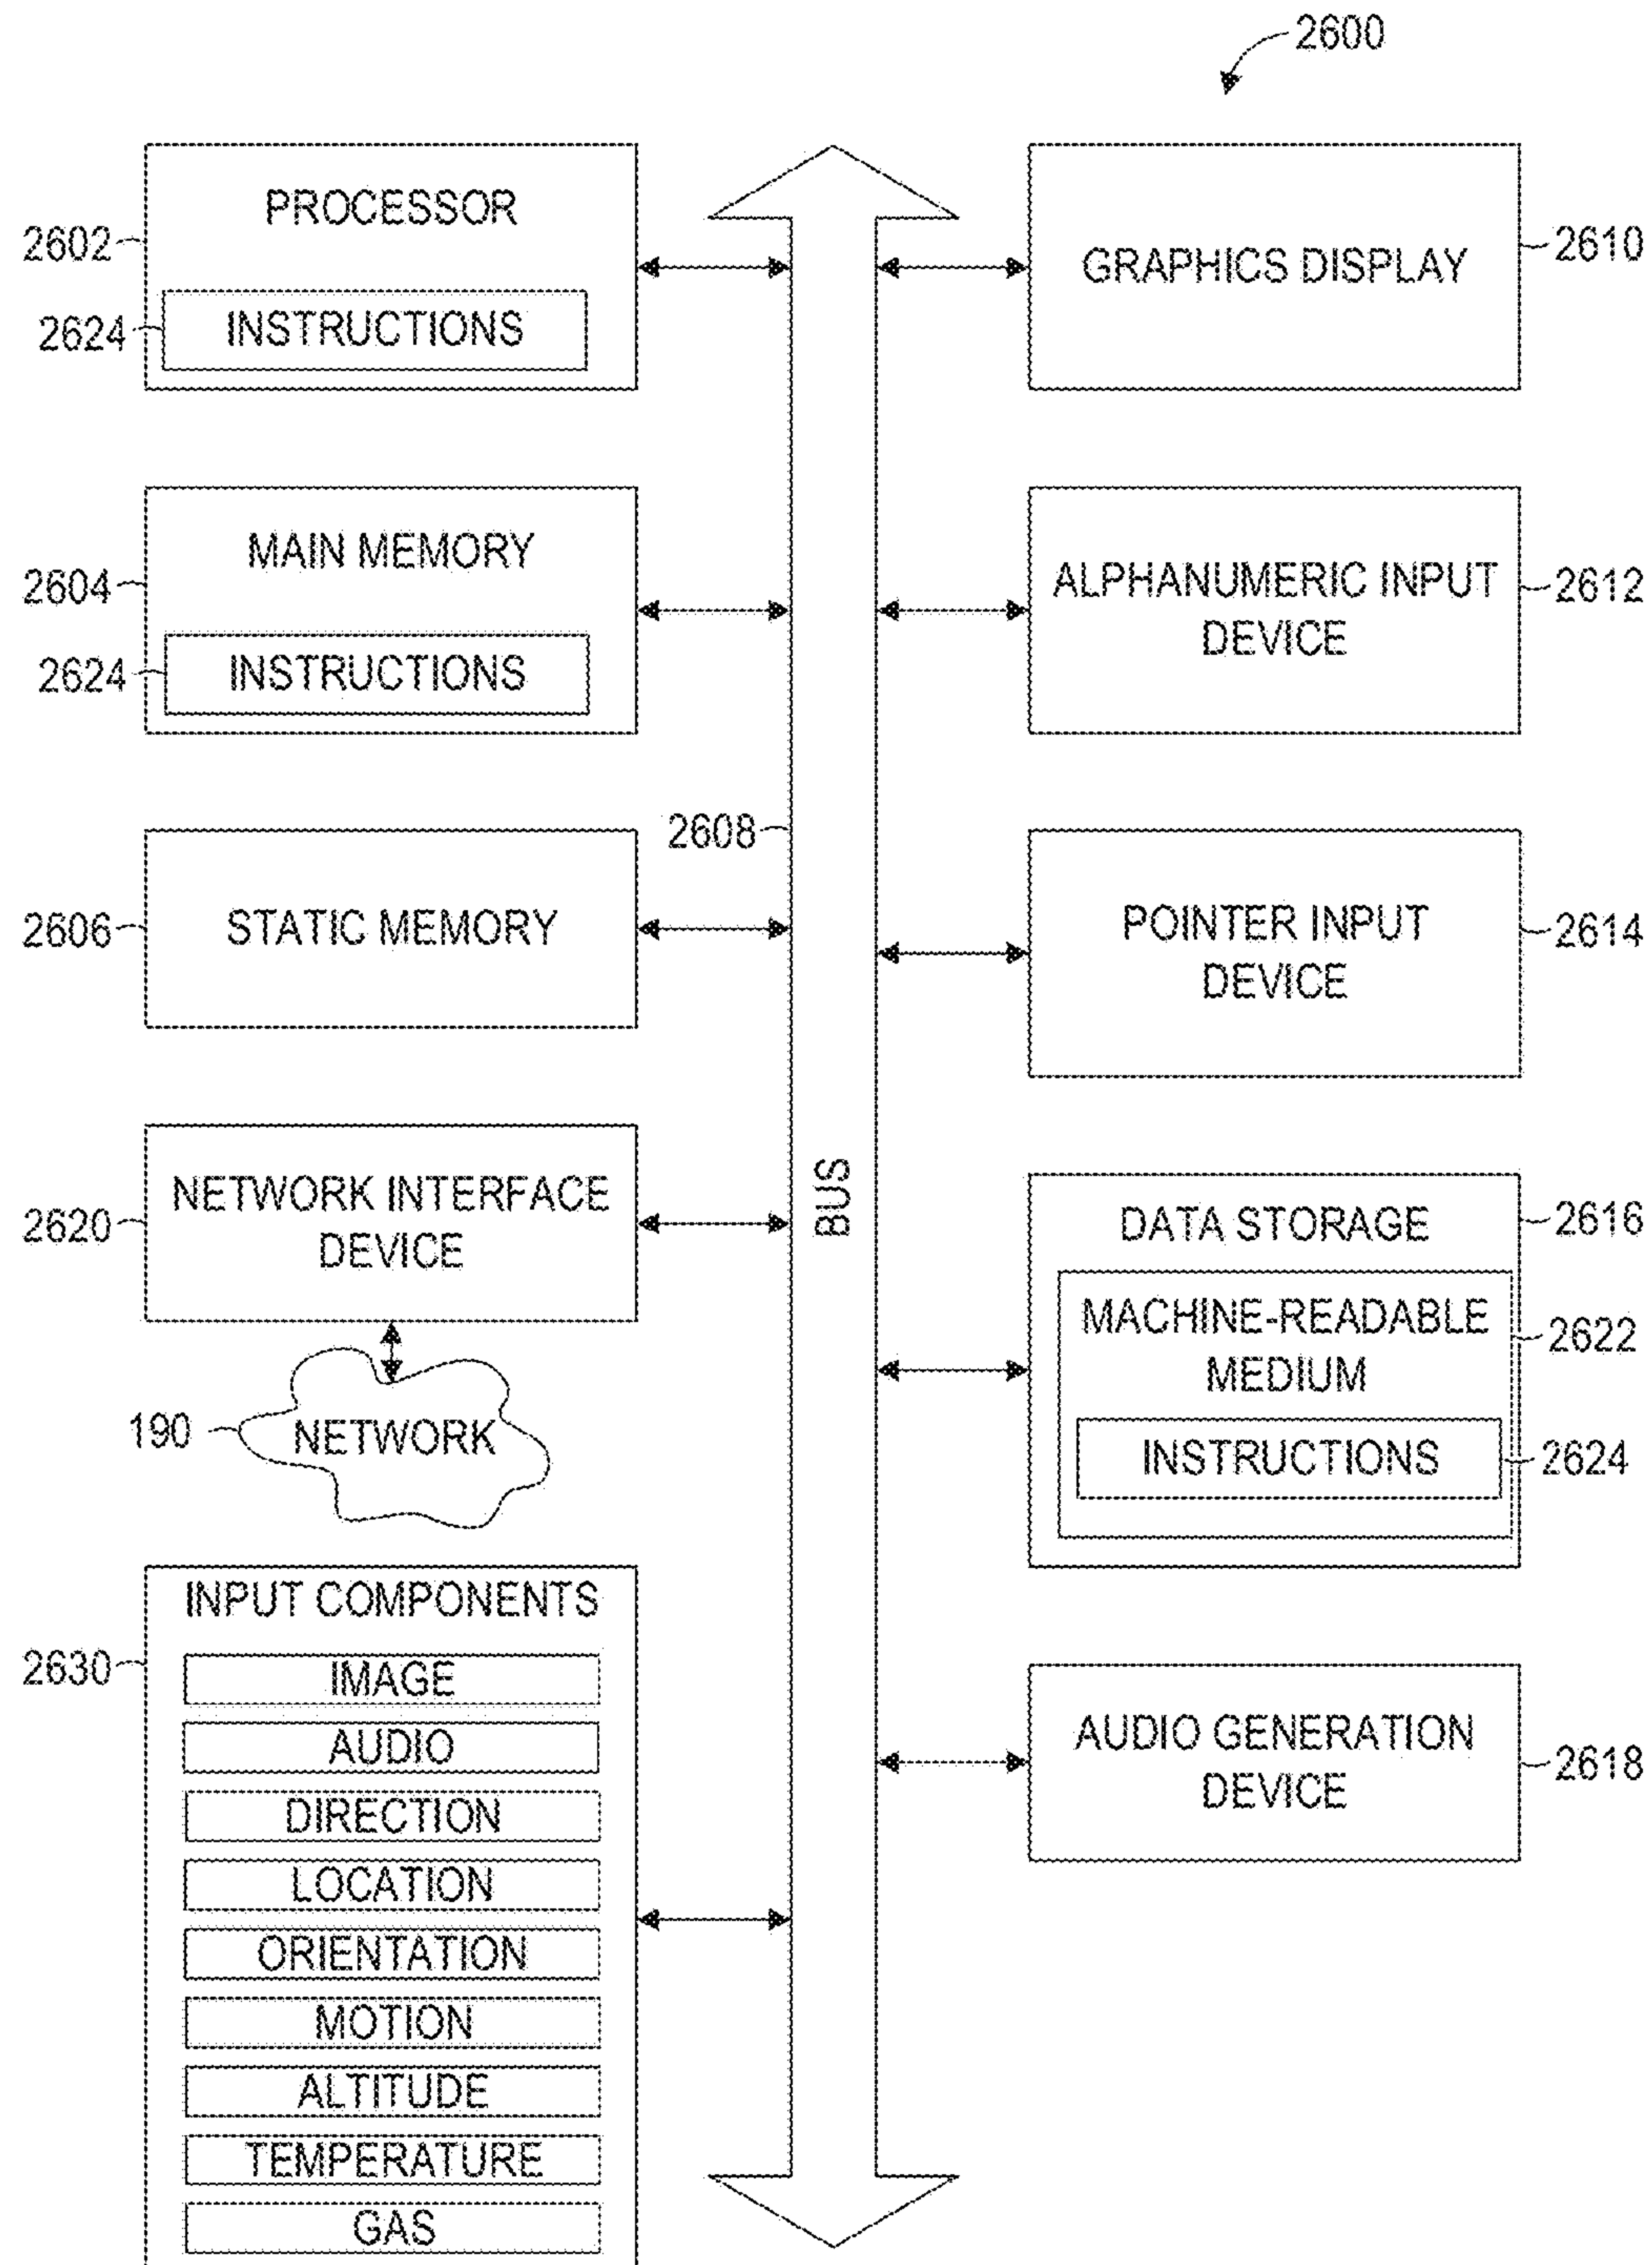 2600
PROCESSOR
2602
INSTRUCTIONS
2624
MAIN MEMORY
2604
INSTRUCTIONS
2624
2608
STATIC MEMORY
2606
NETWORK INTERFACE
DEVICE
2620
190
NETWORK
INPUT COMPONENTS
2630
IMAGE
AUDIO
DIRECTION
LOCATION
ORIENTATION
MOTION
ALTITUDE
TEMPERATURE
GAS
BUS
GRAPHICS DISPLAY
2610
ALPHANUMERIC INPUT
DEVICE
2612
POINTER INPUT
DEVICE
2614
DATA STORAGE
2616
MACHINE-READABLE
MEDIUM
2622
INSTRUCTIONS
2624
AUDIO GENERATION
DEVICE
2618